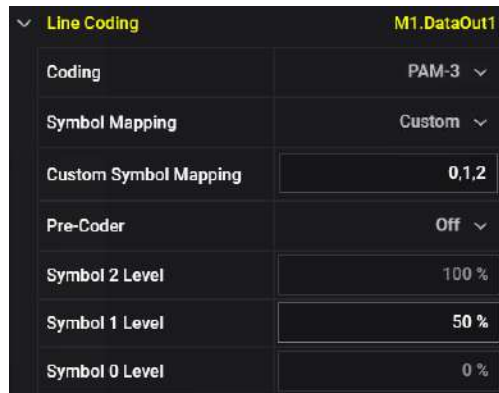 Line Coding M1.DataOut1
Coding PAM-3
Symbol Mapping Custom
Custom Symbol Mapping 0,1,2
Pre-Coder Off
Symbol 2 Level 100 %
Symbol 1 Level 50 %
Symbol 0 Level 0 %